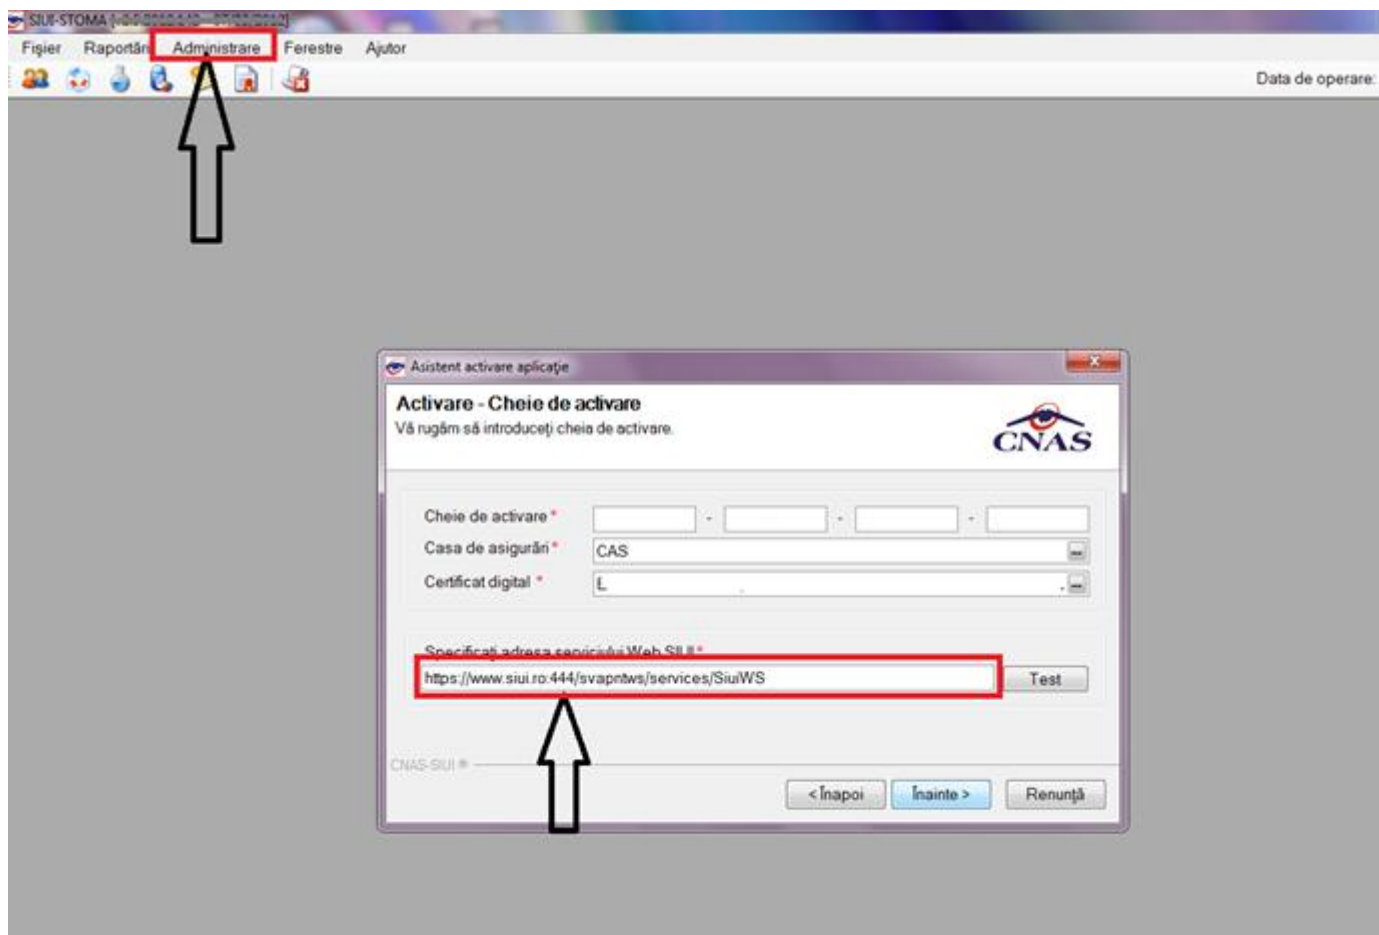 SIUI-STOMA
Fişier Raportări Administrare Ferestre Ajutor
Data de operare:
Asistent activare aplicaţie
Activare - Cheie de activare
Vă rugăm să introduceţi cheia de activare.
CNAS
Cheie de activare * - - -
Casa de asigurări * CAS
Certificat digital *
Specificaţi adresa serviciului Web SIUI *
https://www.siui.ro:444/svapntws/services/SiuiWS Test
CNAS-SIUI ®
< Înapoi Înainte > Renunţă